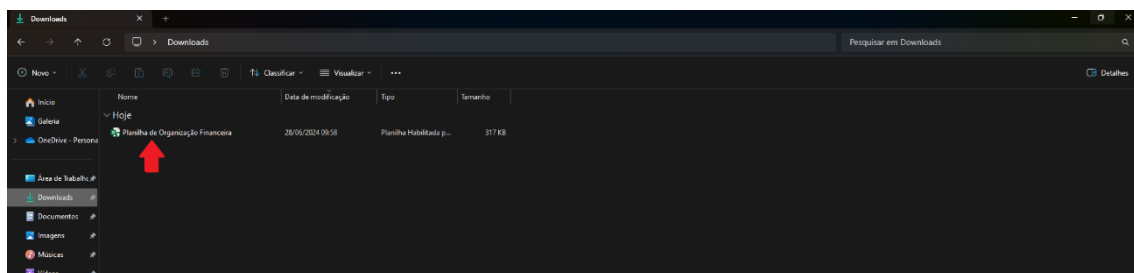 Downloads
Downloads
Pesquisar em Downloads
Novo
Classificar
Visualizar
Detalhes
Nome
Data de modificação
Tipo
Tamanho
Início
Galeria
OneDrive - Persona
Hoje
Planilha de Organização Financeira
28/06/2024 09:58
Planilha Habilitada p...
317 KB
Área de Trabalho
Downloads
Documentos
Imagens
Músicas
Vídeos